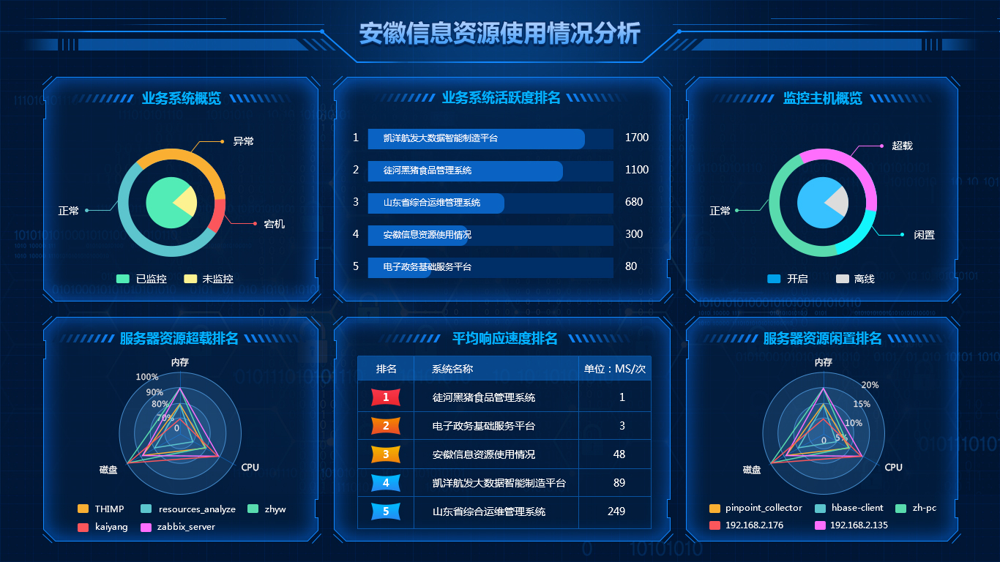 安徽信息资源使用情况分析
业务系统概览
异常
正常
宕机
已监控 未监控
业务系统活跃度排名
1 凯洋航发大数据智能制造平台 1700
2 徒河黑猪食品管理系统 1100
3 山东省综合运维管理系统 680
4 安徽信息资源使用情况 300
5 电子政务基础服务平台 80
监控主机概览
超载
正常
闲置
开启 离线
服务器资源超载排名
内存
100%
90%
80%
70%
0
磁盘 CPU
THIMP resources_analyze zhyw
kaiyang zabbix_server
平均响应速度排名
排名 系统名称 单位：MS/次
1 徒河黑猪食品管理系统 1
2 电子政务基础服务平台 3
3 安徽信息资源使用情况 48
4 凯洋航发大数据智能制造平台 89
5 山东省综合运维管理系统 249
服务器资源闲置排名
内存
20%
15%
10%
5%
0
磁盘 CPU
pinpoint_collector hbase-client zh-pc
192.168.2.176 192.168.2.135